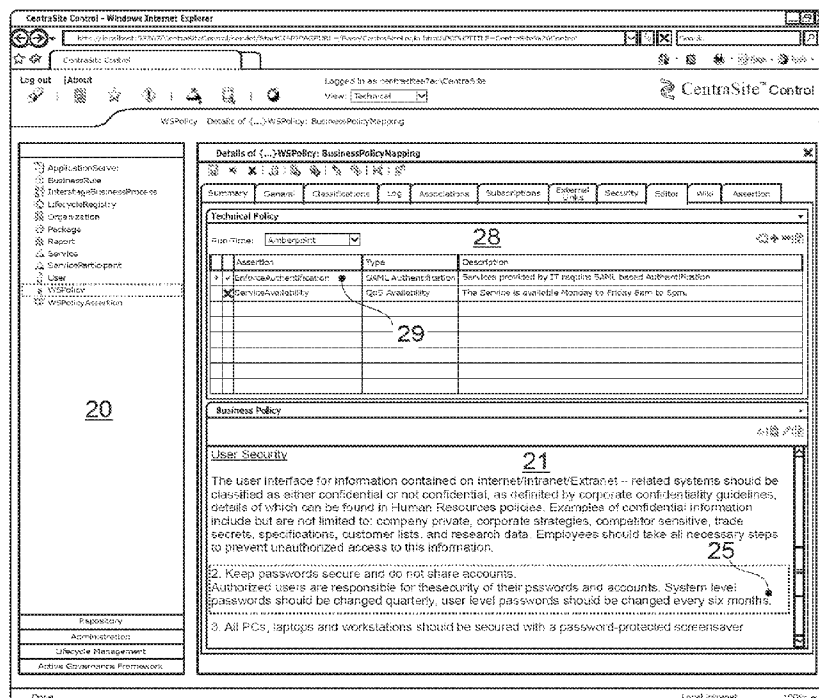 CentraSite Control - Windows Internet Explorer
CentraSite Control
Log out |About
Logged in as:
View: Technical
CentraSite™ Control
WSPolicy Details of {...}WSPolicy: BusinessPolicyMapping
ApplicationServer
BusinessRule
InterstageBusinessProcess
LifecycleRegistry
Organization
Package
Report
Service
ServiceParticipant
User
WSPolicy
WSPolicyAssertion
20
Repository
Administration
Lifecycle Management
Active Governance Framework
Details of {...}WSPolicy: BusinessPolicyMapping
Summary General Classifications Log Associations Subscriptions External Links Security Editor Wiki Assertion
Technical Policy
Run-Time: Amberpoint
28
Assertion Type Description
EnforceAuthentification SAML Authentification Services provided by IT require SAML based Authentification
ServiceAvailability QoS Availability The Service is available Monday to Friday 8am to 5pm.
29
Business Policy
User Security
21
The user interface for information contained on Internet/Intranet/Extranet – related systems should be
classified as either confidential or not confidential, as definited by corporate confidentiality guidelines,
details of which can be found in Human Resources policies. Examples of confidential information
include but are not limited to: company private, corporate strategies, competitor sensitive, trade
secrets, specifications, customer lists, and research data. Employees should take all necessary steps
to prevent unauthorized access to this information.
25
2. Keep passwords secure and do not share accounts.
Authorized users are responsible for thesecurity of their psswords and accounts. System level
passwords should be changed quarterly, user level passwords should be changed every six months.
3. All PCs, laptops and workstations should be secured with a password-protected screensaver
Done
Local intranet
100%